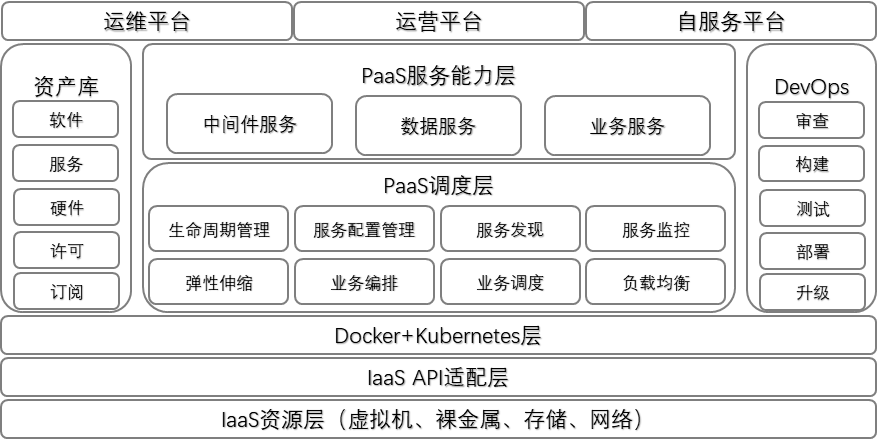 运维平台
运营平台
自服务平台
资产库
软件
服务
硬件
许可
订阅
PaaS服务能力层
中间件服务
数据服务
业务服务
PaaS调度层
生命周期管理
服务配置管理
服务发现
服务监控
弹性伸缩
业务编排
业务调度
负载均衡
DevOps
审查
构建
测试
部署
升级
Docker+Kubernetes层
IaaS API适配层
IaaS资源层（虚拟机、裸金属、存储、网络）